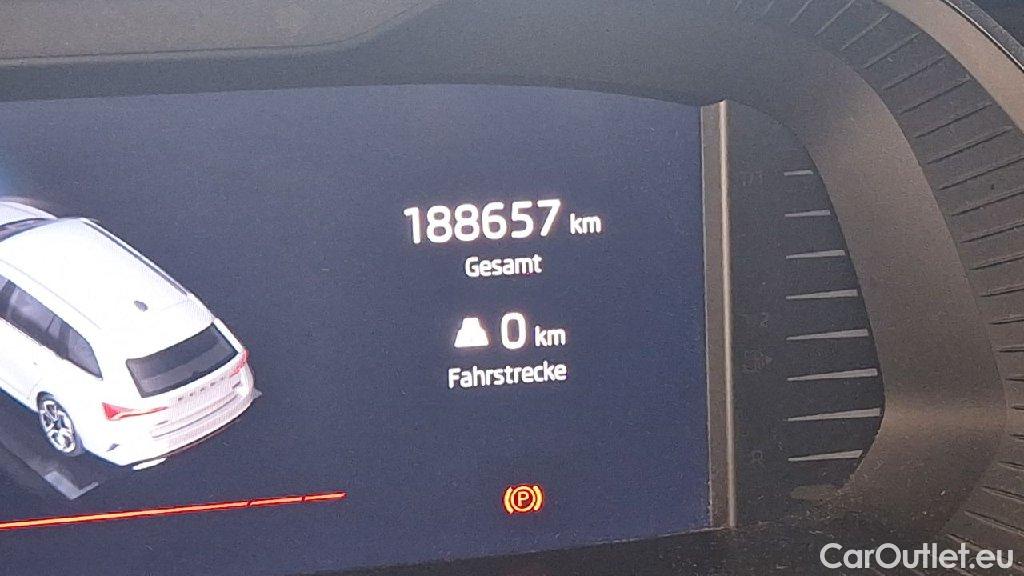 188657 km
Gesamt
0 km
Fahrstrecke
P
CarOutlet.eu